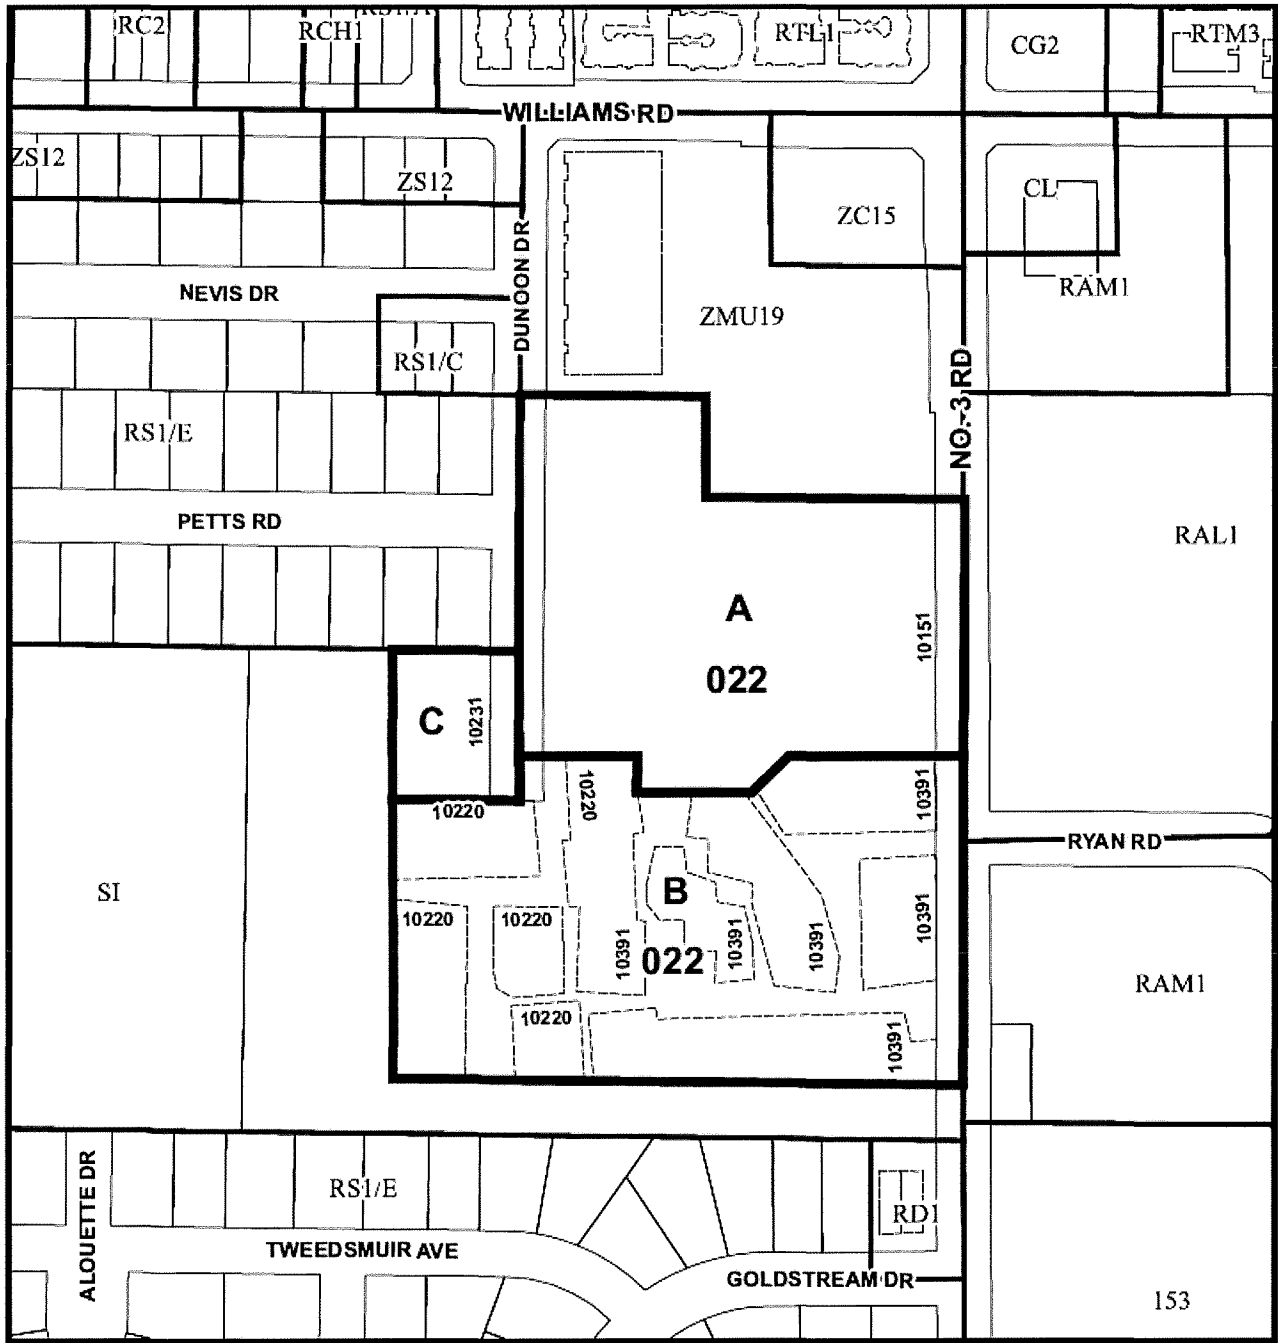 RC2
RCH1
RS1/A
RTL1
CG2
RTM3
WILLIAMS RD
ZS12
ZS12
ZC15
CL
RAM1
NEVIS DR
DUNOON DR
ZMU19
RS1/C
NO. 3 RD
RS1/E
PETTS RD
RAL1
A
022
10151
C
10231
10220
10220
10391
RYAN RD
SI
B
022
10220
10220
10391
10391
10391
10391
RAM1
10220
10391
ALOUETTE DR
RS1/E
RD1
TWEEDSMUIR AVE
GOLDSTREAM DR
153